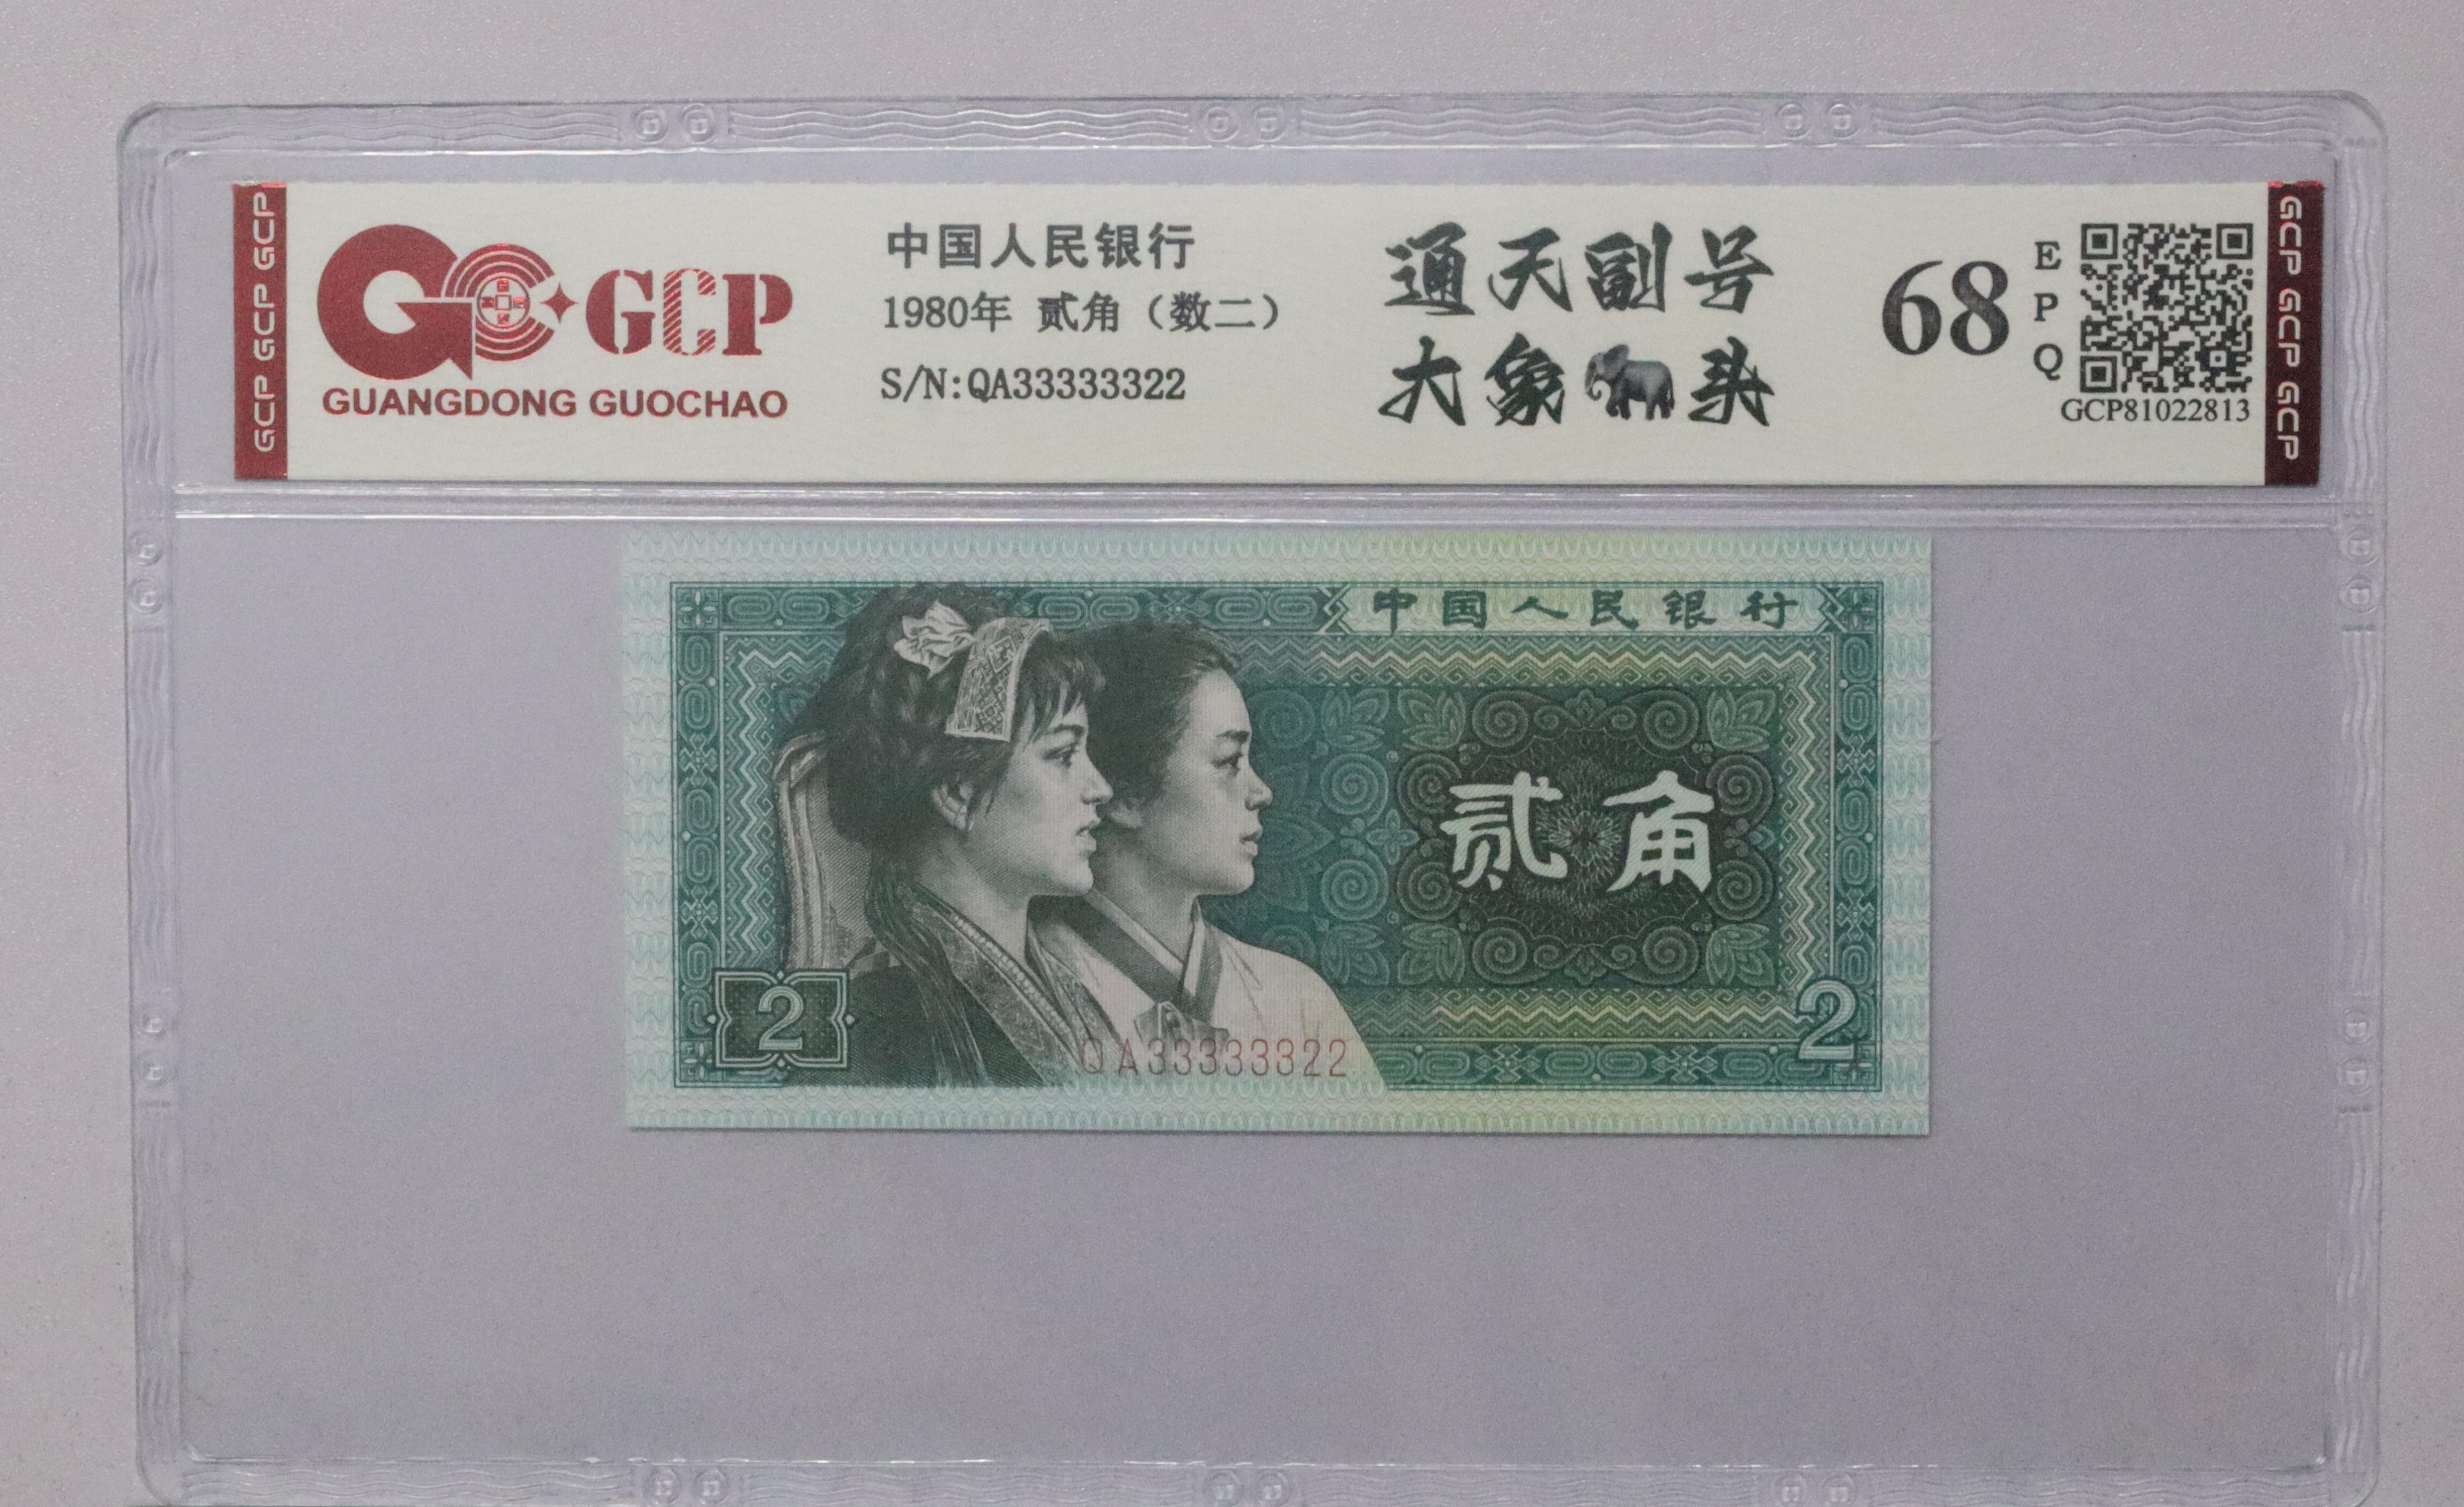 GCP GCP GCP
GCP
GUANGDONG GUOCHAO
中国人民银行
1980年 贰角（数二）
S/N:QA33333322
通天副号
大象头
68
E
P
Q
GCP81022813
GCP GCP GCP
中国人民银行
贰角
2
QA33333322
2